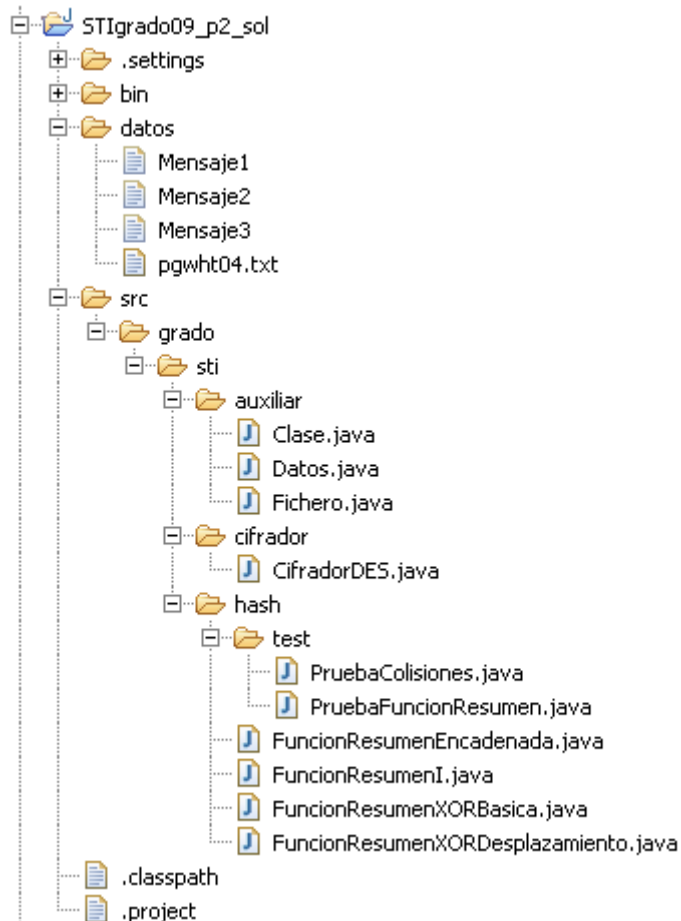 STIgrado09_p2_sol
.settings
bin
datos
Mensaje1
Mensaje2
Mensaje3
pgwht04.txt
src
grado
sti
auxiliar
Clase.java
Datos.java
Fichero.java
cifrador
CifradorDES.java
hash
test
PruebaColisiones.java
PruebaFuncionResumen.java
FuncionResumenEncadenada.java
FuncionResumenI.java
FuncionResumenXORBasica.java
FuncionResumenXORDesplazamiento.java
.classpath
.project